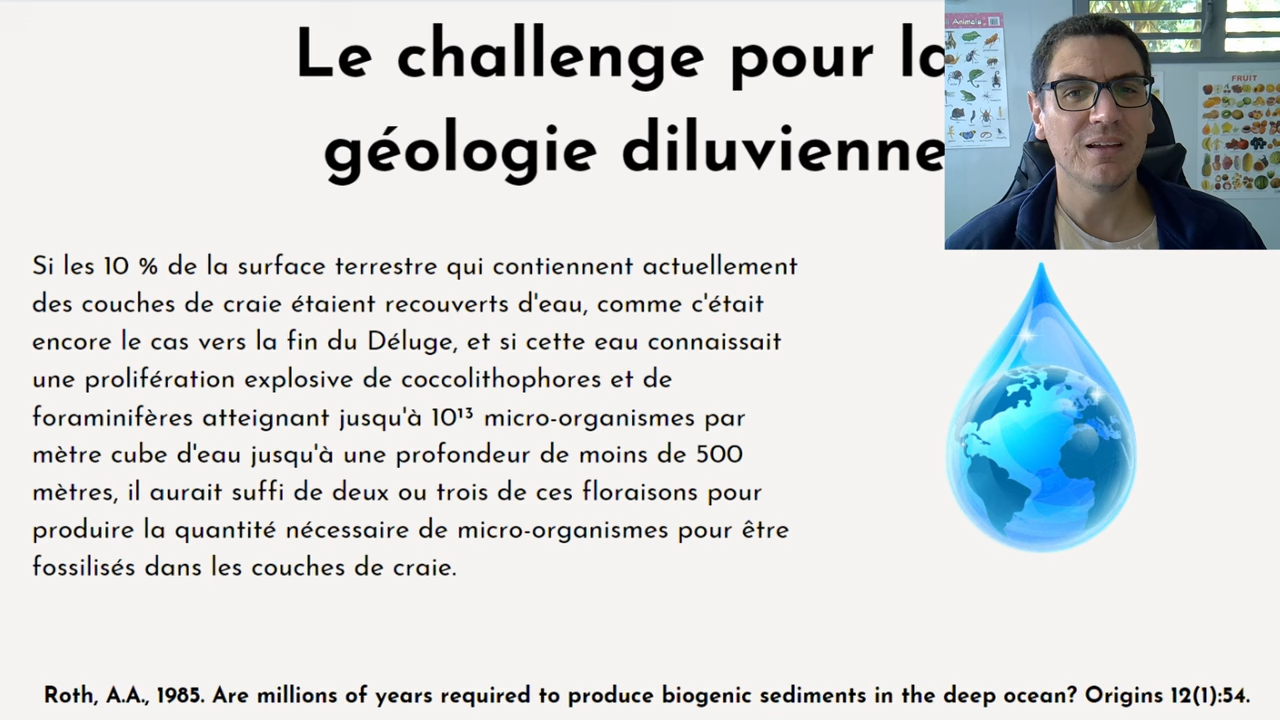 Le challenge pour la
géologie diluvienne
Animals
FRUIT
Si les 10 % de la surface terrestre qui contiennent actuellement
des couches de craie étaient recouverts d'eau, comme c'était
encore le cas vers la fin du Déluge, et si cette eau connaissait
une prolifération explosive de coccolithophores et de
foraminifères atteignant jusqu'à 10¹³ micro-organismes par
mètre cube d'eau jusqu'à une profondeur de moins de 500
mètres, il aurait suffi de deux ou trois de ces floraisons pour
produire la quantité nécessaire de micro-organismes pour être
fossilisés dans les couches de craie.
Roth, A.A., 1985. Are millions of years required to produce biogenic sediments in the deep ocean? Origins 12(1):54.